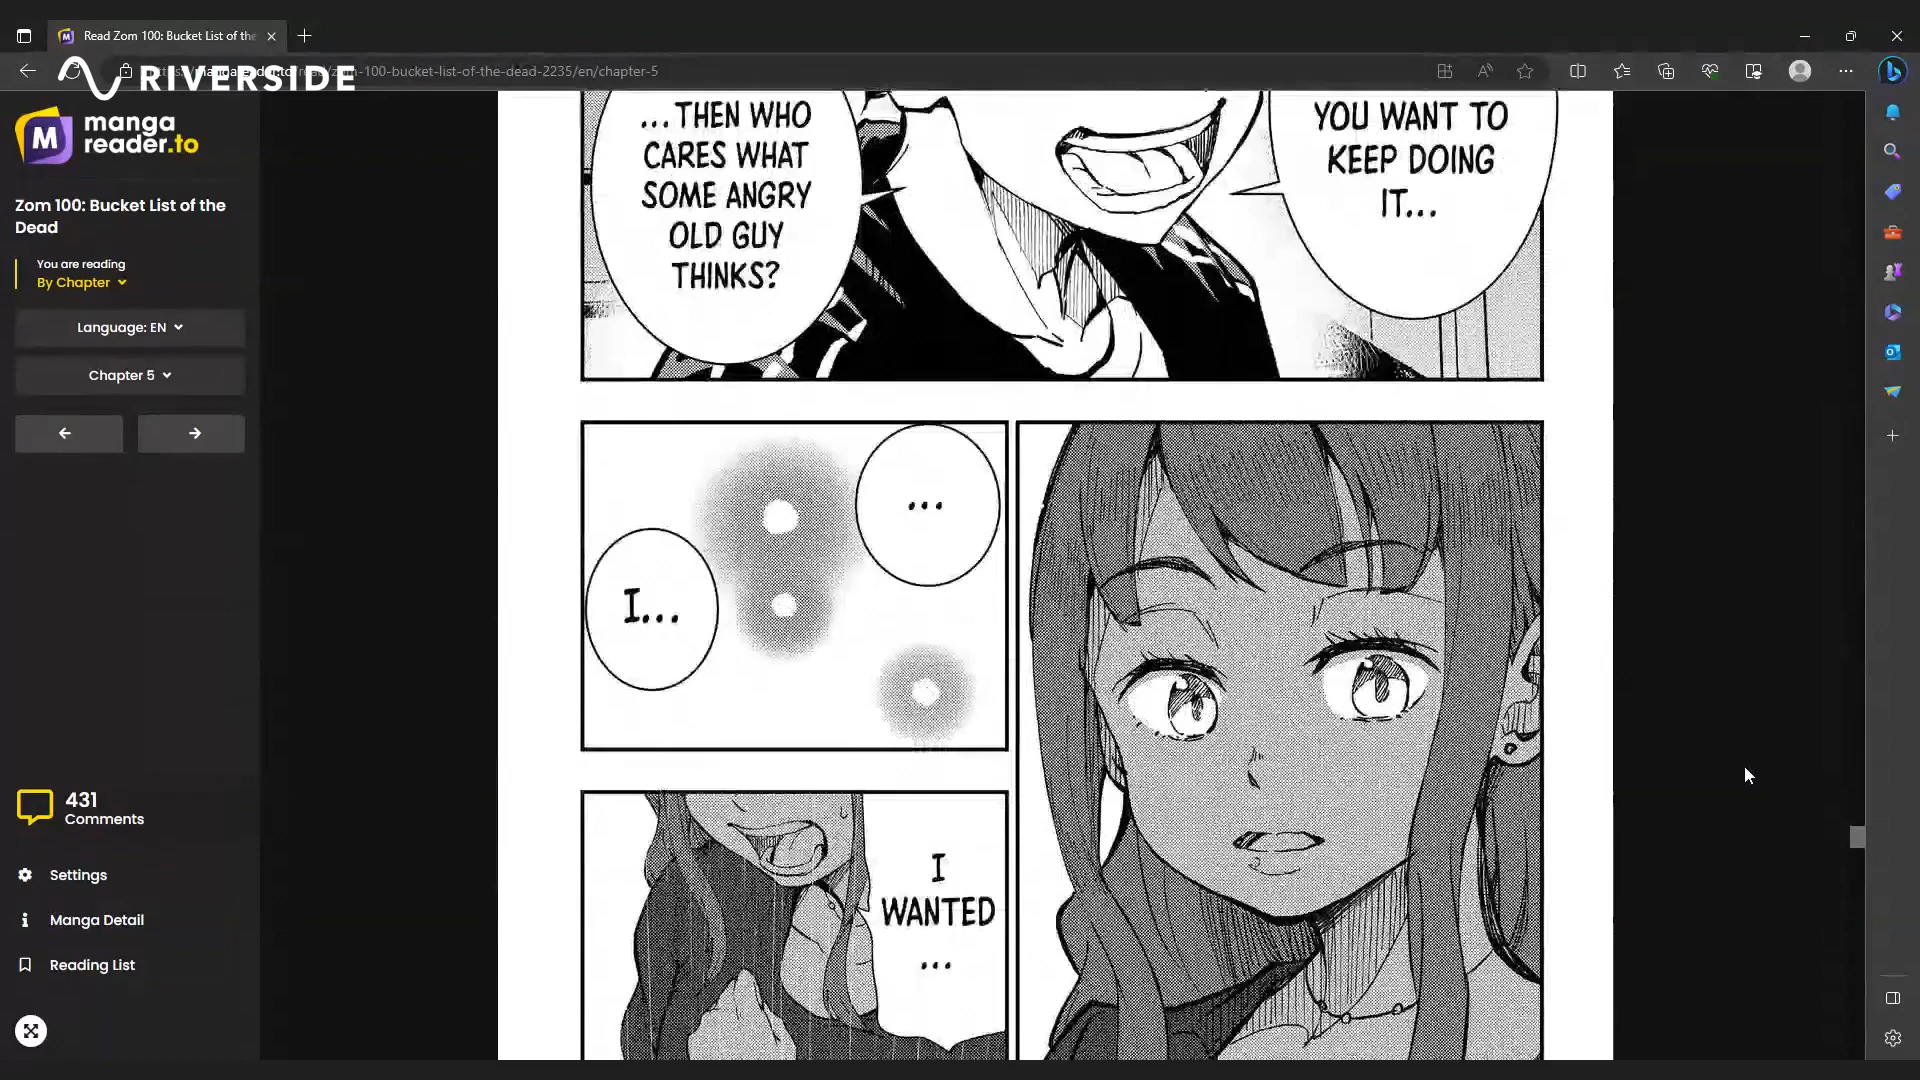 Read Zom 100: Bucket List of the
/zom-100-bucket-list-of-the-dead-2235/en/chapter-5
RIVERSIDE
manga
reader.to
Zom 100: Bucket List of the
Dead
You are reading
By Chapter
Language: EN
Chapter 5
431
Comments
Settings
Manga Detail
Reading List
YOU WANT TO
KEEP DOING
IT...
...THEN WHO
CARES WHAT
SOME ANGRY
OLD GUY
THINKS?
...
I...
I
WANTED
...